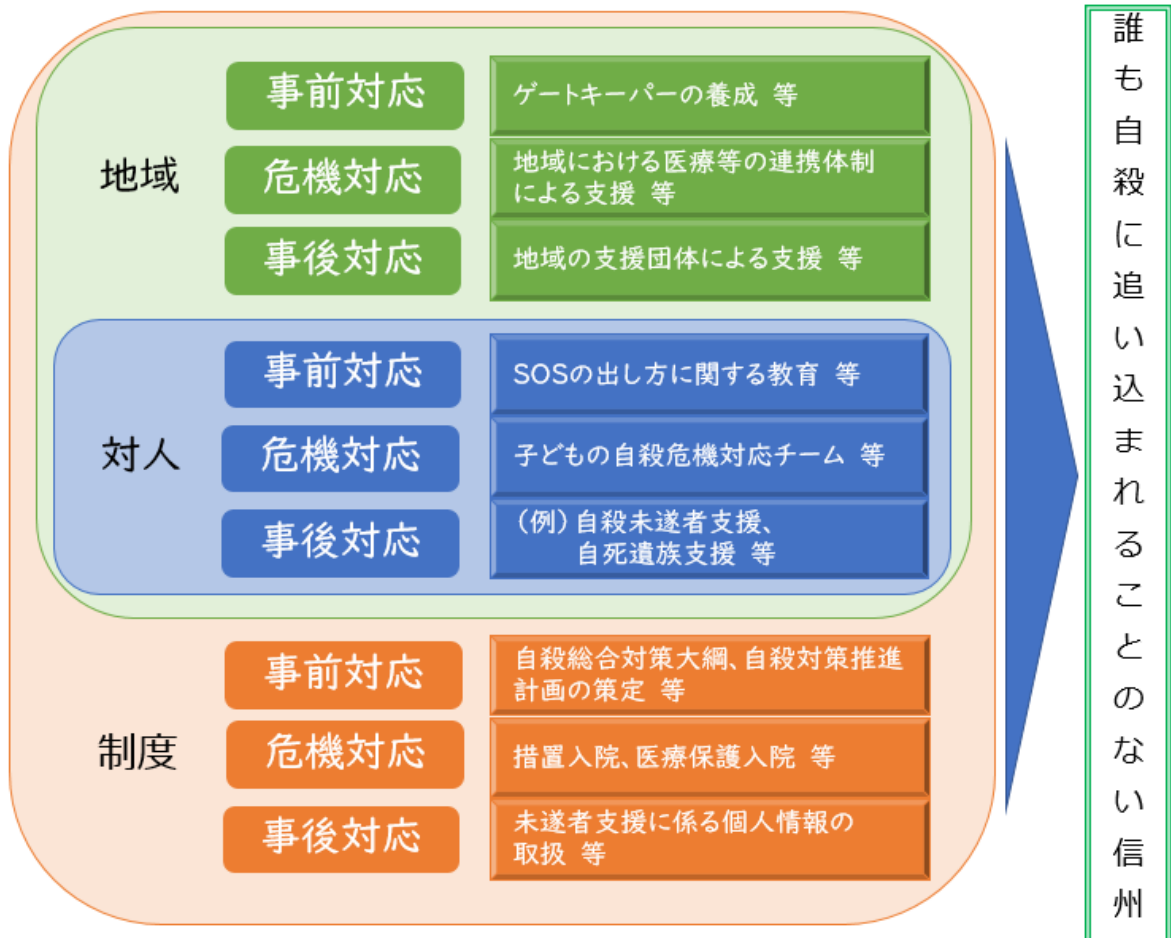 地域
事前対応
ゲートキーパーの養成 等
危機対応
地域における医療等の連携体制
による支援 等
事後対応
地域の支援団体による支援 等
対人
事前対応
SOSの出し方に関する教育 等
危機対応
子どもの自殺危機対応チーム 等
事後対応
(例)自殺未遂者支援、
自死遺族支援 等
制度
事前対応
自殺総合対策大綱、自殺対策推進
計画の策定 等
危機対応
措置入院、医療保護入院 等
事後対応
未遂者支援に係る個人情報の
取扱 等
誰も自殺に追い込まれることのない信州